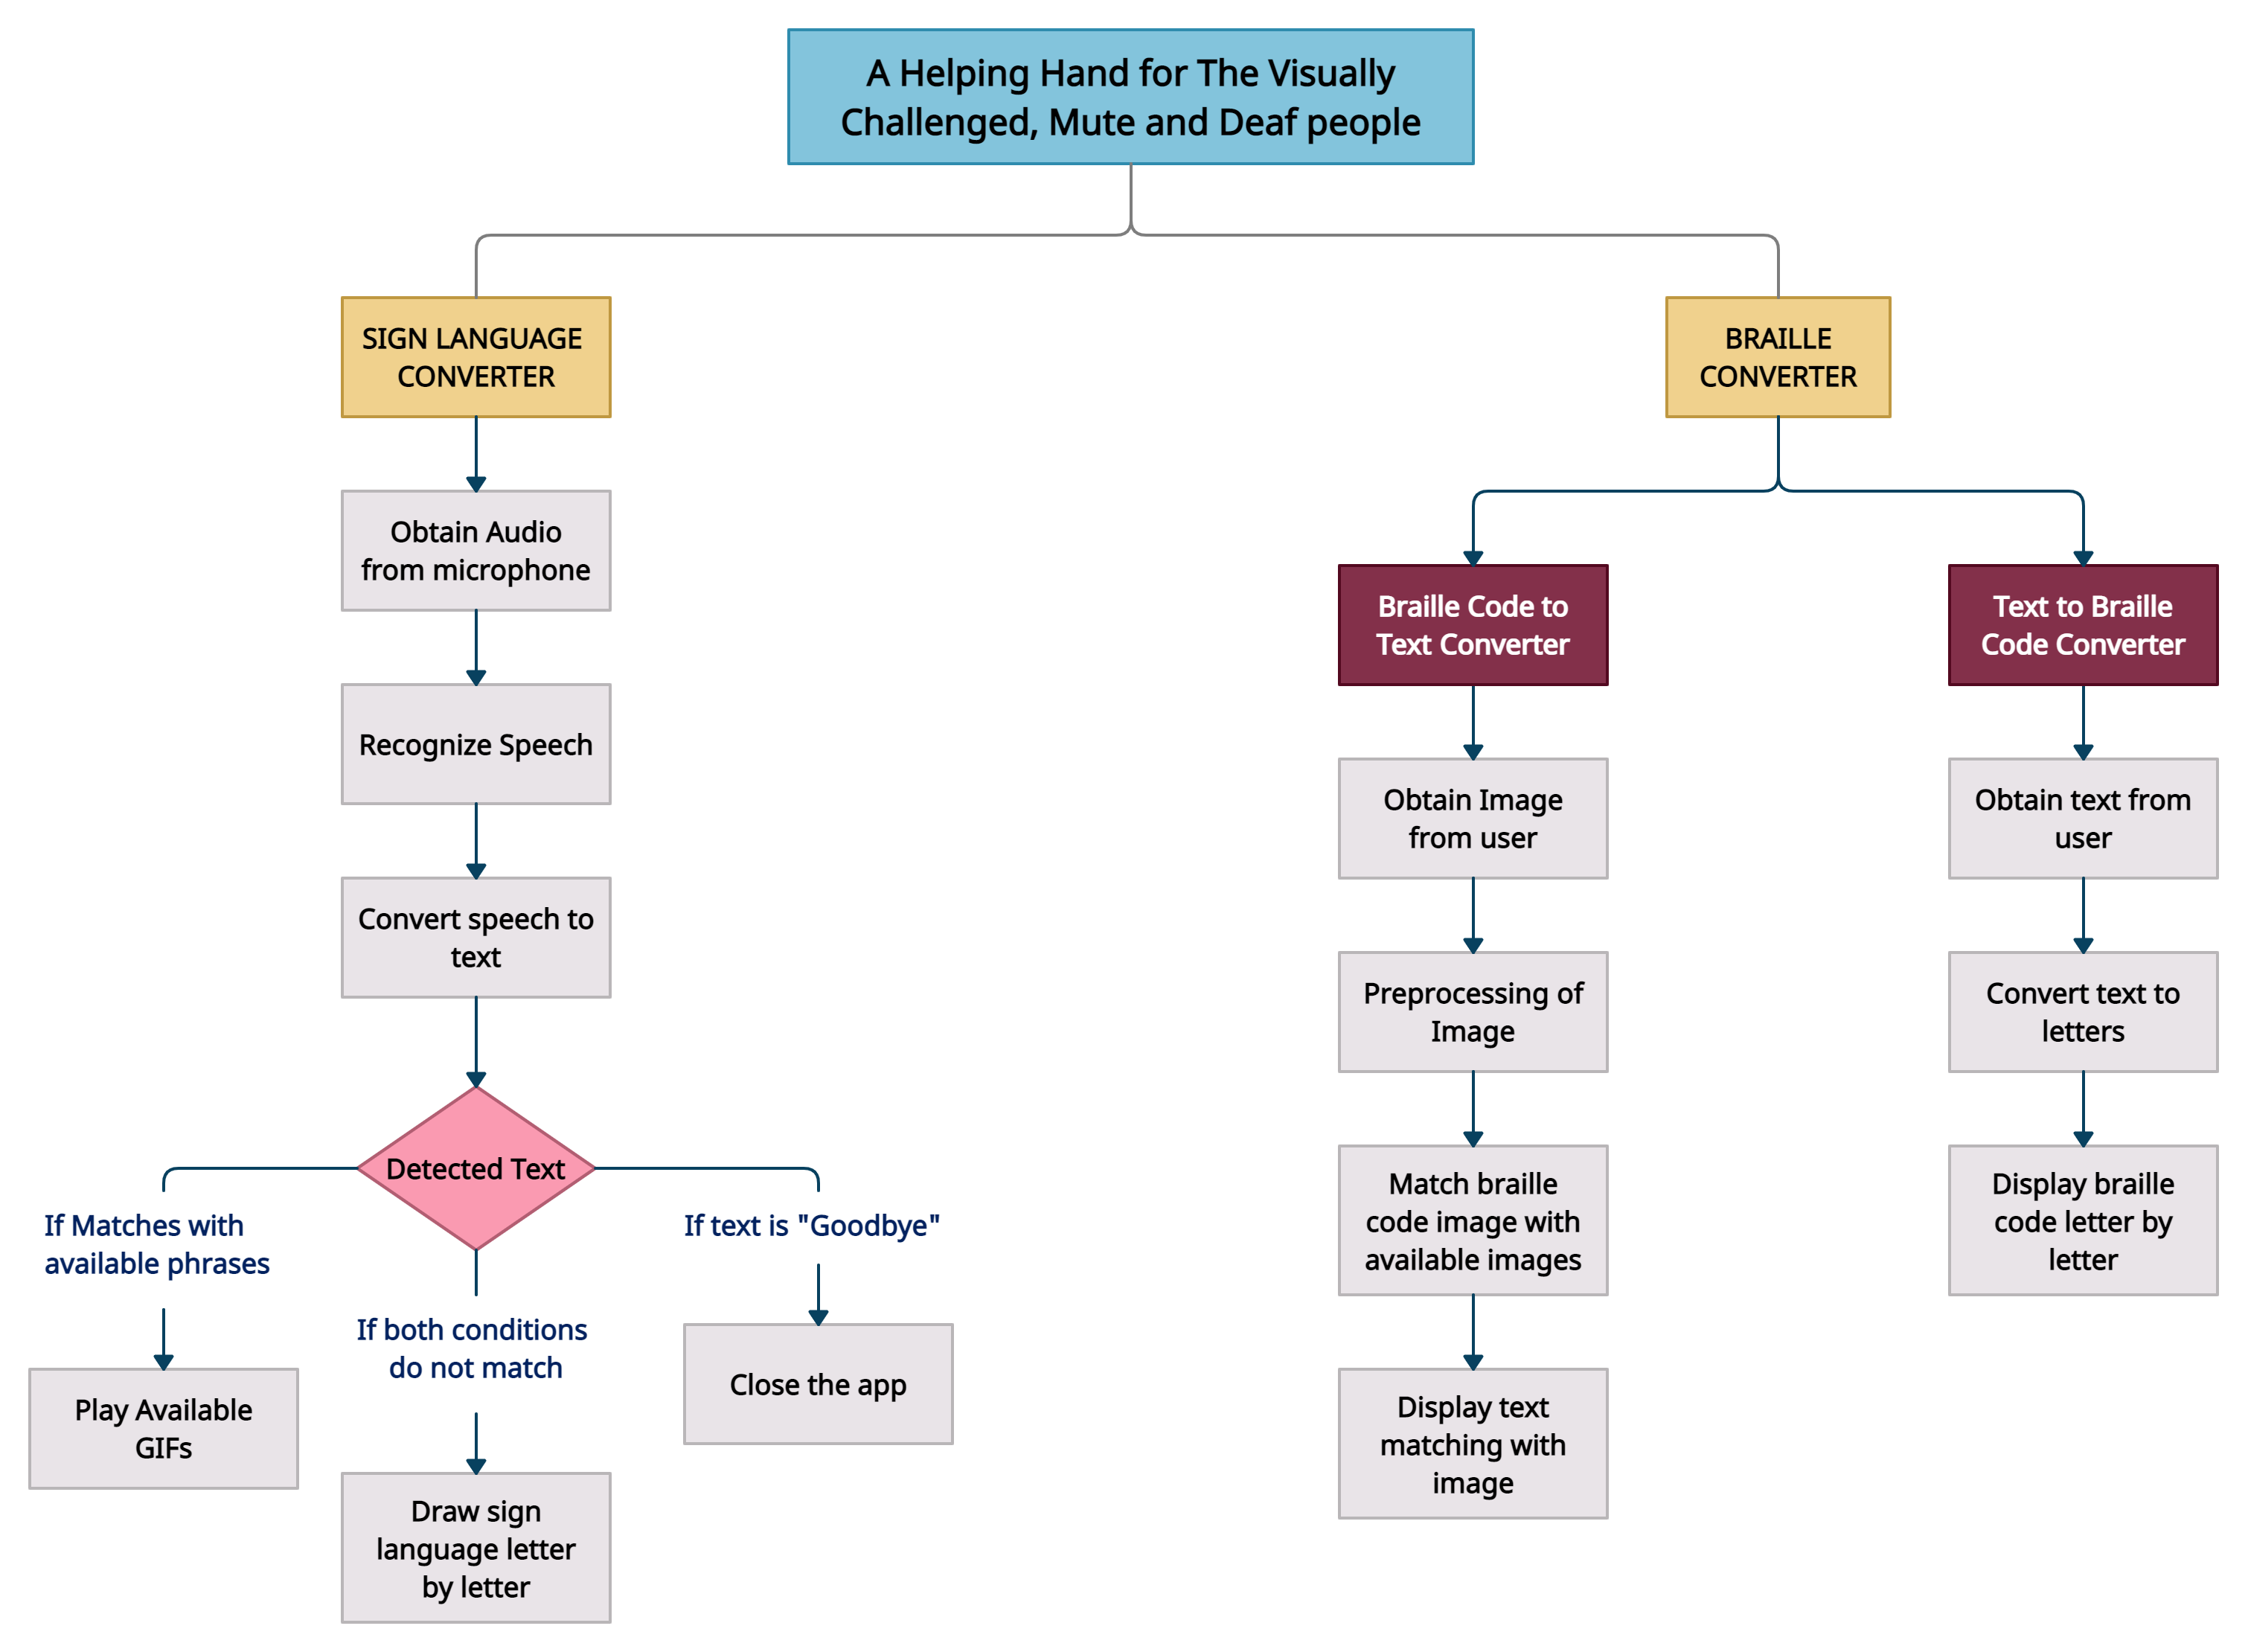 A Helping Hand for The Visually
Challenged, Mute and Deaf people
SIGN LANGUAGE
CONVERTER
Obtain Audio
from microphone
Recognize Speech
Convert speech to
text
Detected Text
If Matches with
available phrases
Play Available
GIFs
If both conditions
do not match
Draw sign
language letter
by letter
If text is "Goodbye"
Close the app
BRAILLE
CONVERTER
Braille Code to
Text Converter
Obtain Image
from user
Preprocessing of
Image
Match braille
code image with
available images
Display text
matching with
image
Text to Braille
Code Converter
Obtain text from
user
Convert text to
letters
Display braille
code letter by
letter